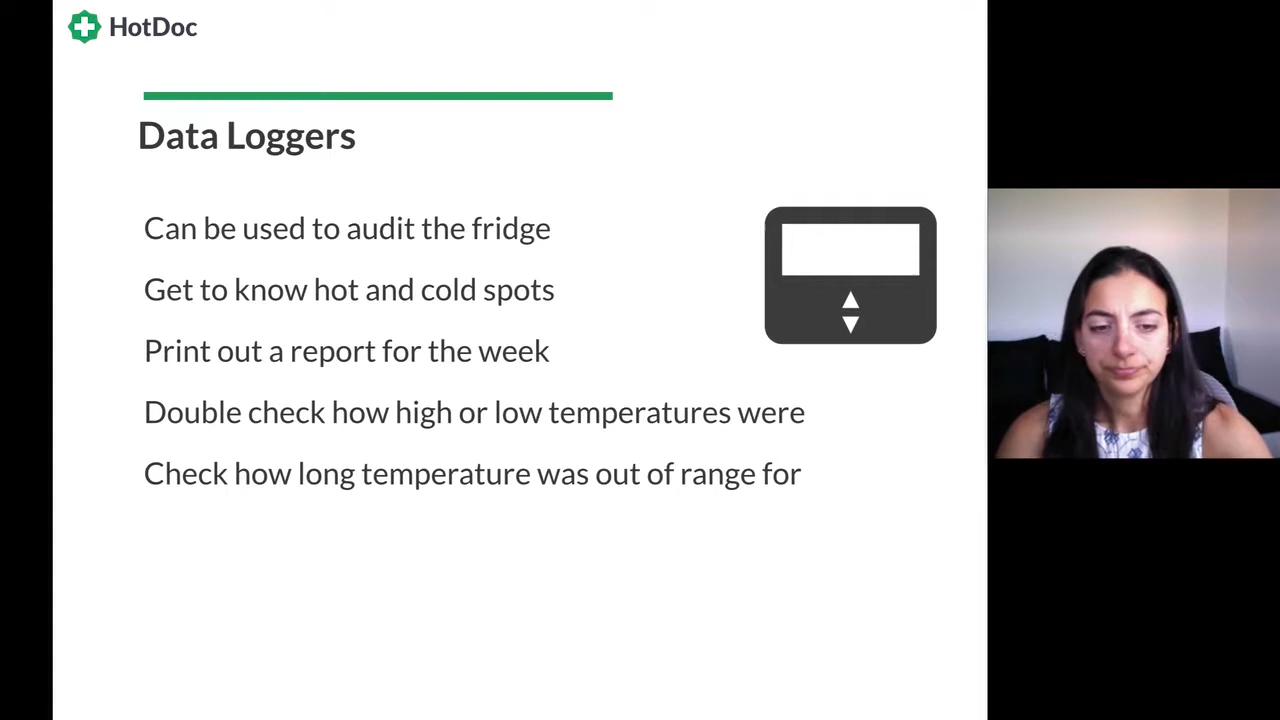 HotDoc
Data Loggers
Can be used to audit the fridge
Get to know hot and cold spots
Print out a report for the week
Double check how high or low temperatures were
Check how long temperature was out of range for